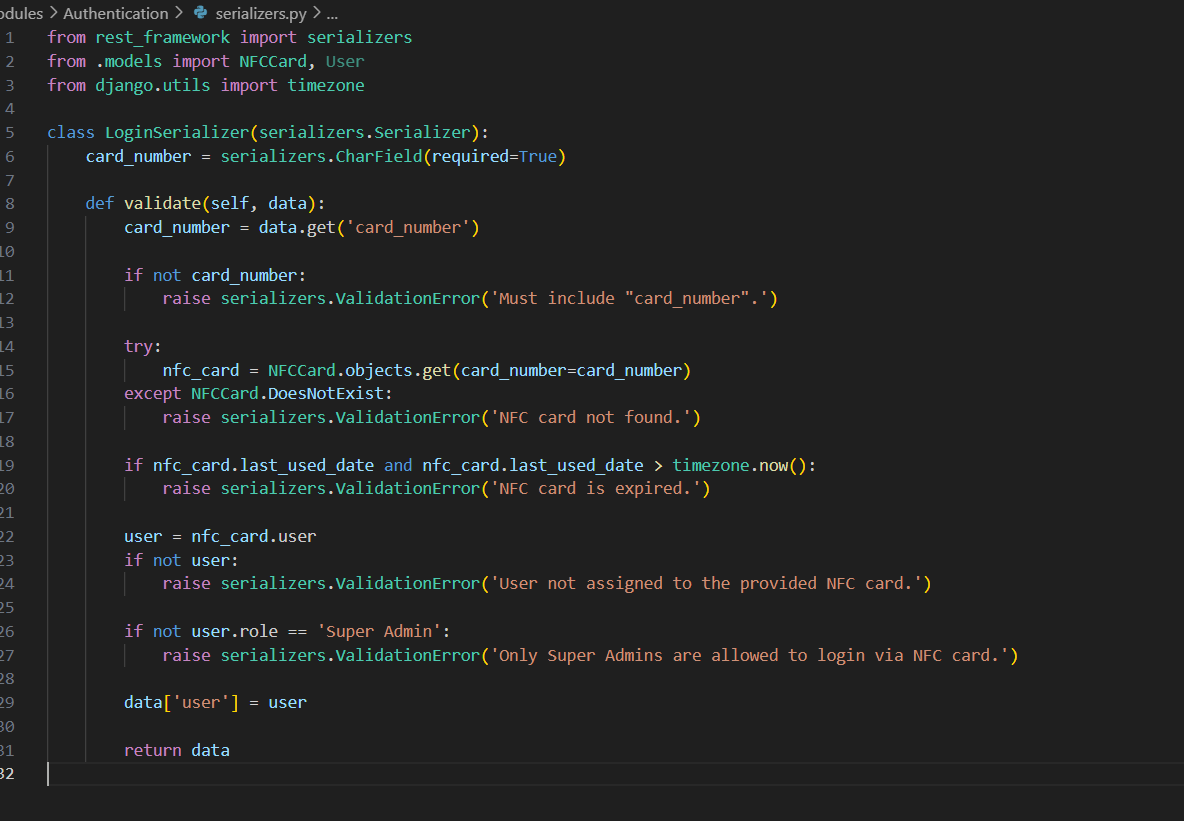 odules > Authentication > serializers.py > ...
1 from rest_framework import serializers
2 from .models import NFCCard, User
3 from django.utils import timezone
4
5 class LoginSerializer(serializers.Serializer):
6     card_number = serializers.CharField(required=True)
7
8     def validate(self, data):
9         card_number = data.get('card_number')
10
11         if not card_number:
12             raise serializers.ValidationError('Must include "card_number".')
13
14         try:
15             nfc_card = NFCCard.objects.get(card_number=card_number)
16         except NFCCard.DoesNotExist:
17             raise serializers.ValidationError('NFC card not found.')
18
19         if nfc_card.last_used_date and nfc_card.last_used_date > timezone.now():
20             raise serializers.ValidationError('NFC card is expired.')
21
22         user = nfc_card.user
23         if not user:
24             raise serializers.ValidationError('User not assigned to the provided NFC card.')
25
26         if not user.role == 'Super Admin':
27             raise serializers.ValidationError('Only Super Admins are allowed to login via NFC card.')
28
29         data['user'] = user
30
31         return data
32